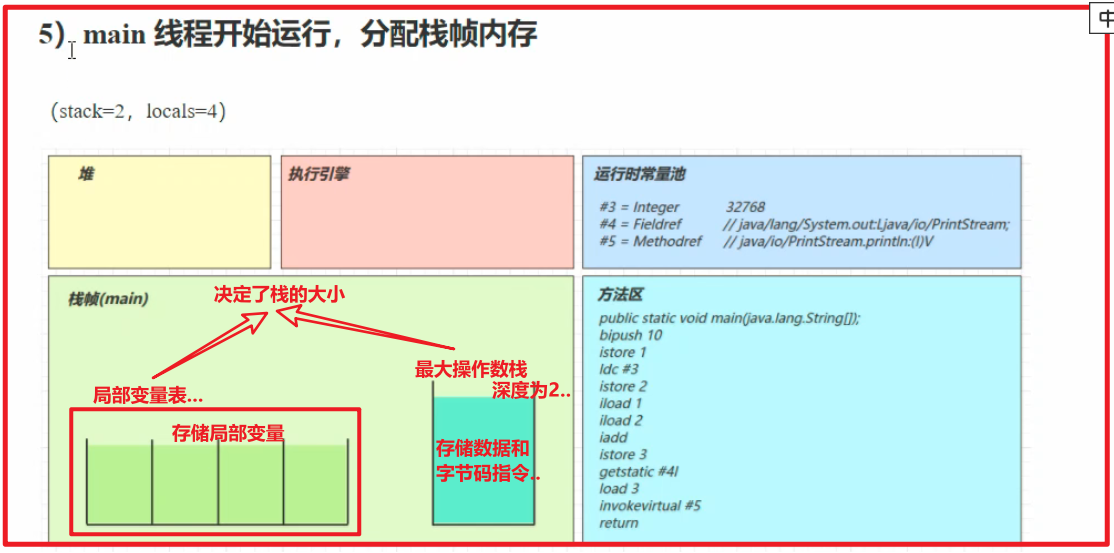 5)，main 线程开始运行，分配栈帧内存
中
（stack=2，locals=4）
堆
执行引擎
运行时常量池
#3 = Integer 32768
#4 = Fieldref // java/lang/System.out:Ljava/io/PrintStream;
#5 = Methodref // java/io/PrintStream.println:(I)V
栈帧(main)
决定了栈的大小
局部变量表...
存储局部变量
最大操作数栈
深度为2..
存储数据和
字节码指令..
方法区
public static void main(java.lang.String[]);
bipush 10
istore 1
ldc #3
istore 2
iload 1
iload 2
iadd
istore 3
getstatic #4l
load 3
invokevirtual #5
return